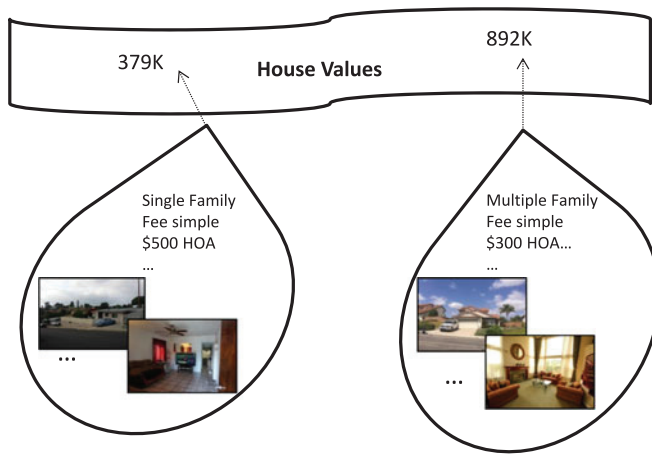 379K
House Values
892K
Single Family
Fee simple
$500 HOA
...
...
Multiple Family
Fee simple
$300 HOA...
...
...